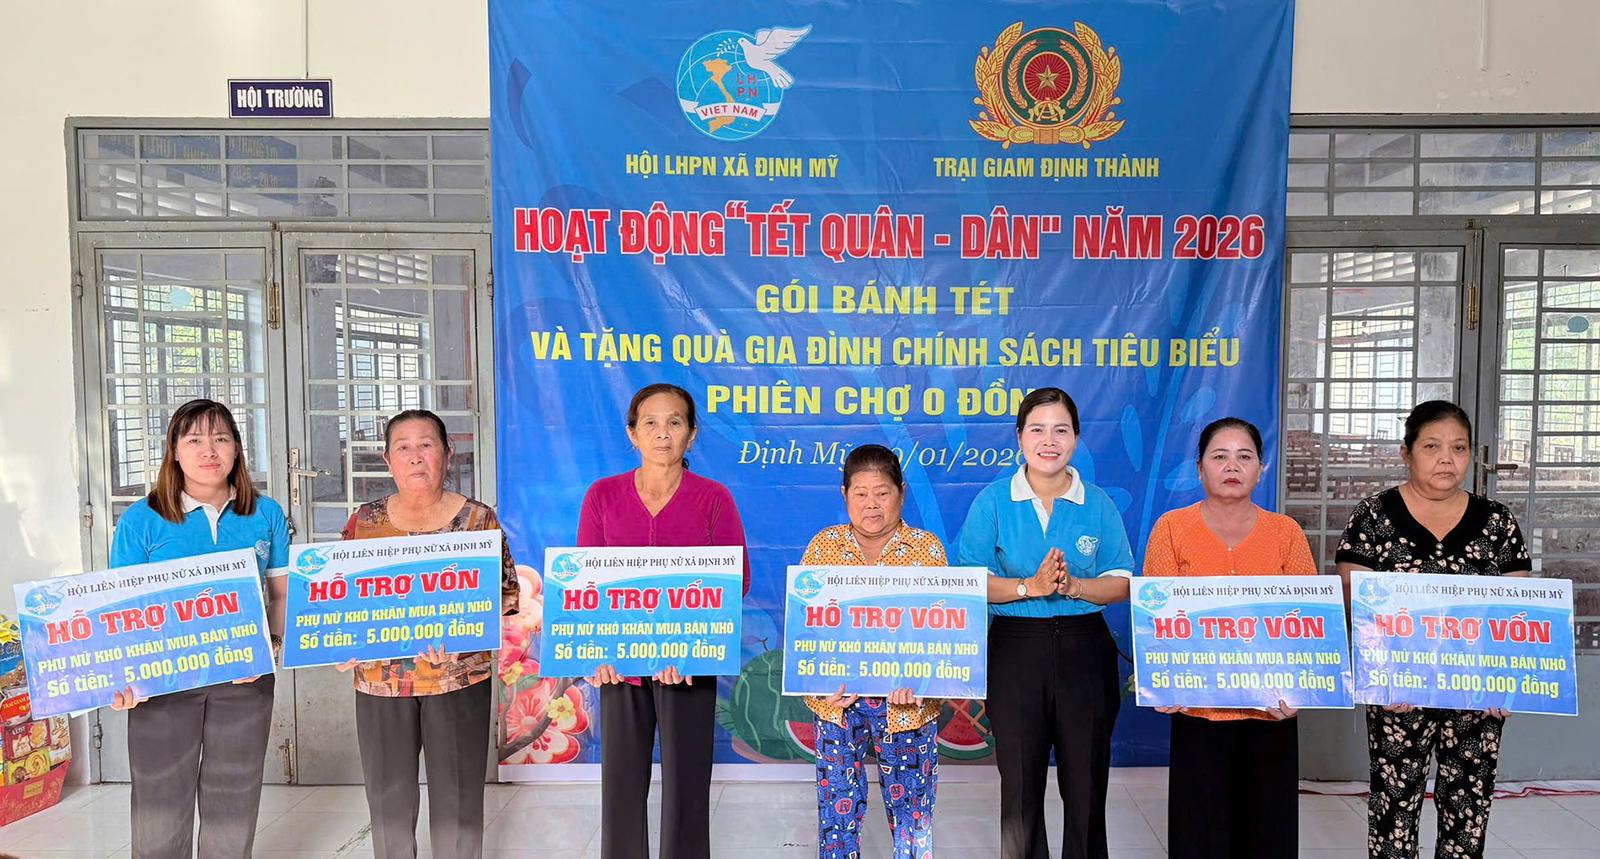 HỘI TRƯỜNG
LH
PN
VIET NAM
HỘI LHPN XÃ ĐỊNH MỸ
TRẠI GIAM ĐỊNH THÀNH
HOẠT ĐỘNG “TẾT QUÂN - DÂN" NĂM 2026
GÓI BÁNH TÉT
VÀ TẶNG QUÀ GIA ĐÌNH CHÍNH SÁCH TIÊU BIỂU
PHIÊN CHỢ 0 ĐỒN
Định Mỹ 0/01/2026
HỘI LIÊN HIỆP PHỤ NỮ XÃ ĐỊNH MỸ
HỖ TRỢ VỐN
PHỤ NỮ KHÓ KHĂN MUA BÁN NHỎ
Số tiền: 5.000.000 đồng
HỘI LIÊN HIỆP PHỤ NỮ XÃ ĐỊNH MỸ
HỖ TRỢ VỐN
PHỤ NỮ KHÓ KHĂN MUA BÁN NHỎ
Số tiền: 5.000.000 đồng
HỘI LIÊN HIỆP PHỤ NỮ XÃ ĐỊNH MỸ
HỖ TRỢ VỐN
PHỤ NỮ KHÓ KHĂN MUA BÁN NHỎ
Số tiền: 5.000.000 đồng
HỘI LIÊN HIỆP PHỤ NỮ XÃ ĐỊNH MỸ
HỖ TRỢ VỐN
PHỤ NỮ KHÓ KHĂN MUA BÁN NHỎ
Số tiền: 5.000.000 đồng
HỘI LIÊN HIỆP PHỤ NỮ XÃ ĐỊNH MỸ
HỖ TRỢ VỐN
PHỤ NỮ KHÓ KHĂN MUA BÁN NHỎ
Số tiền: 5.000.000 đồng
HỘI LIÊN HIỆP PHỤ NỮ XÃ ĐỊNH MỸ
HỖ TRỢ VỐN
PHỤ NỮ KHÓ KHĂN MUA BÁN NHỎ
Số tiền: 5.000.000 đồng